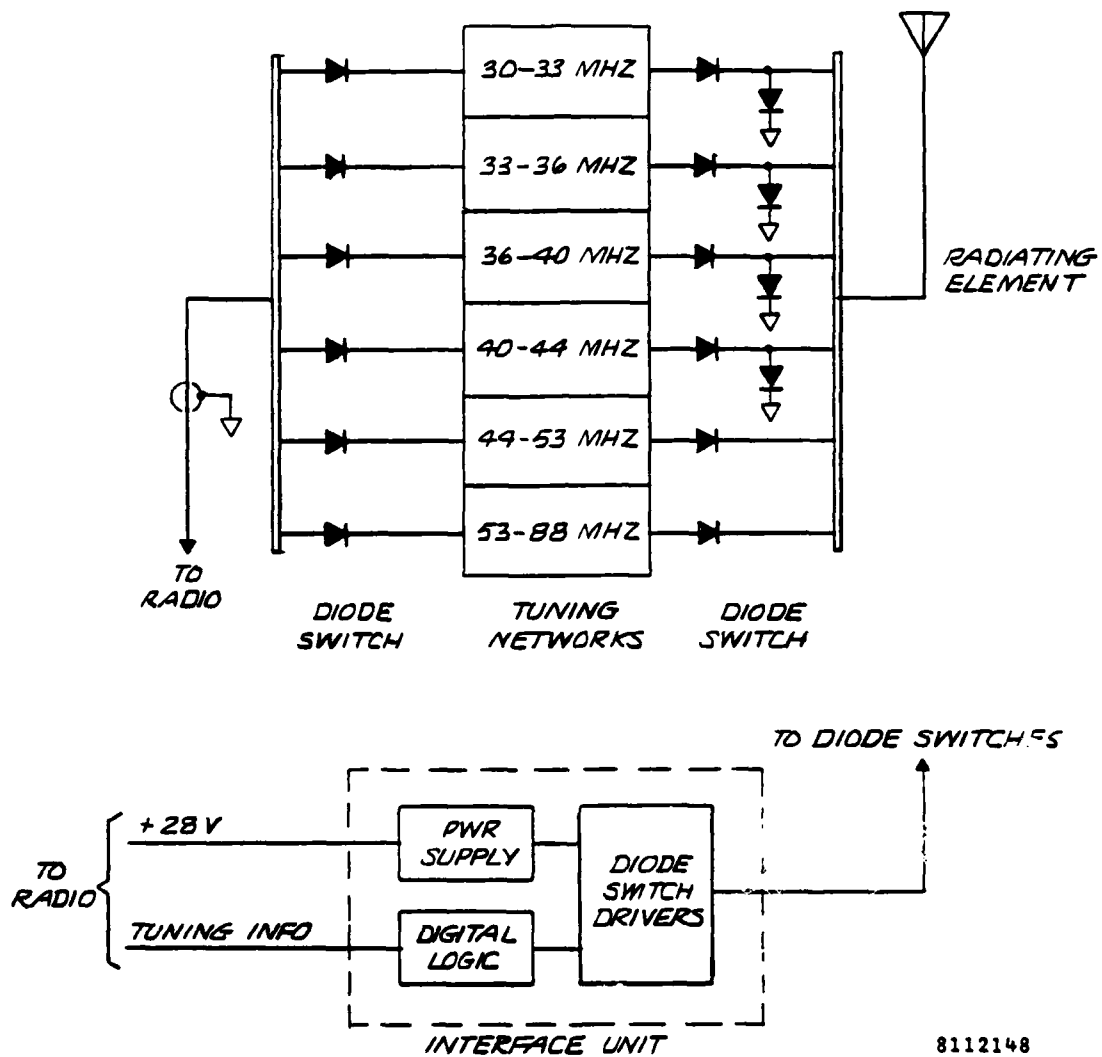 30-33 MHZ
33-36 MHZ
36-40 MHZ
40-44 MHZ
44-53 MHZ
53-88 MHZ
RADIATING
ELEMENT
TO
RADIO
DIODE
SWITCH
TUNING
NETWORKS
DIODE
SWITCH
TO DIODE SWITCHES
+28V
TO
RADIO
TUNING INFO
PWR
SUPPLY
DIGITAL
LOGIC
DIODE
SWITCH
DRIVERS
INTERFACE UNIT
8112148